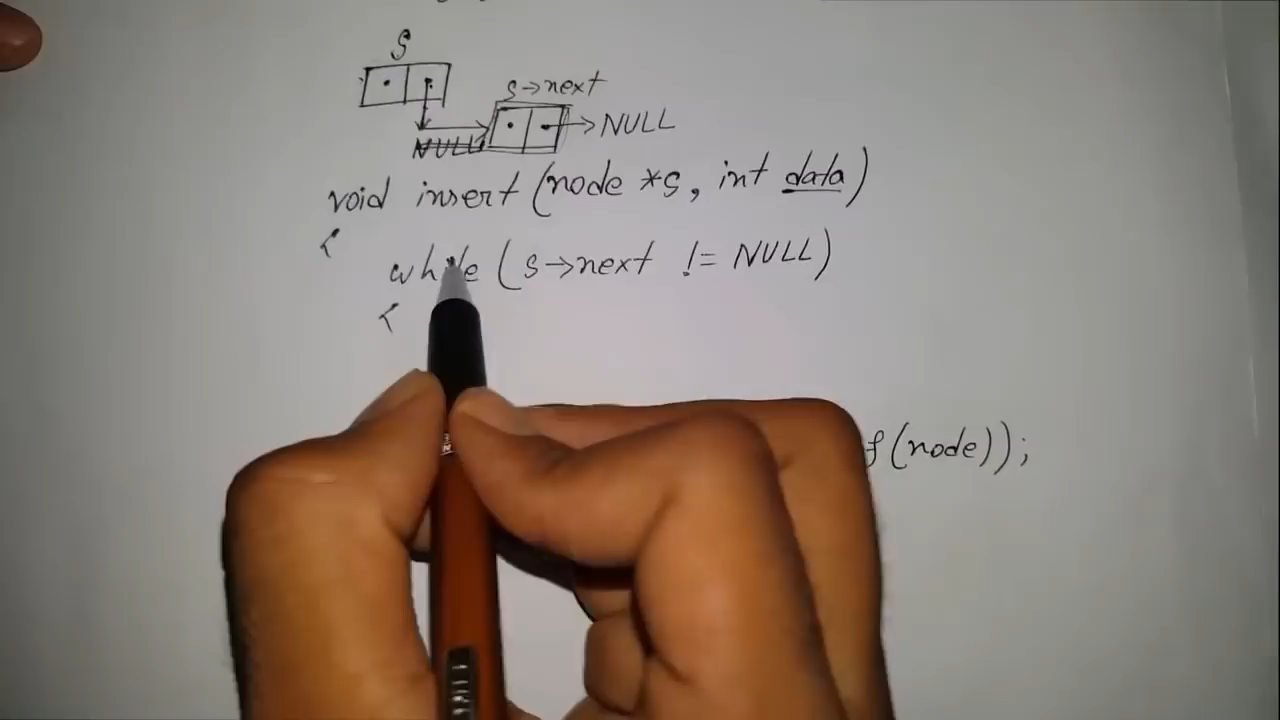 S
s→next
→NULL
NULL
void insert (node *s, int data)
{
while (s→next != NULL)
{
f(node));